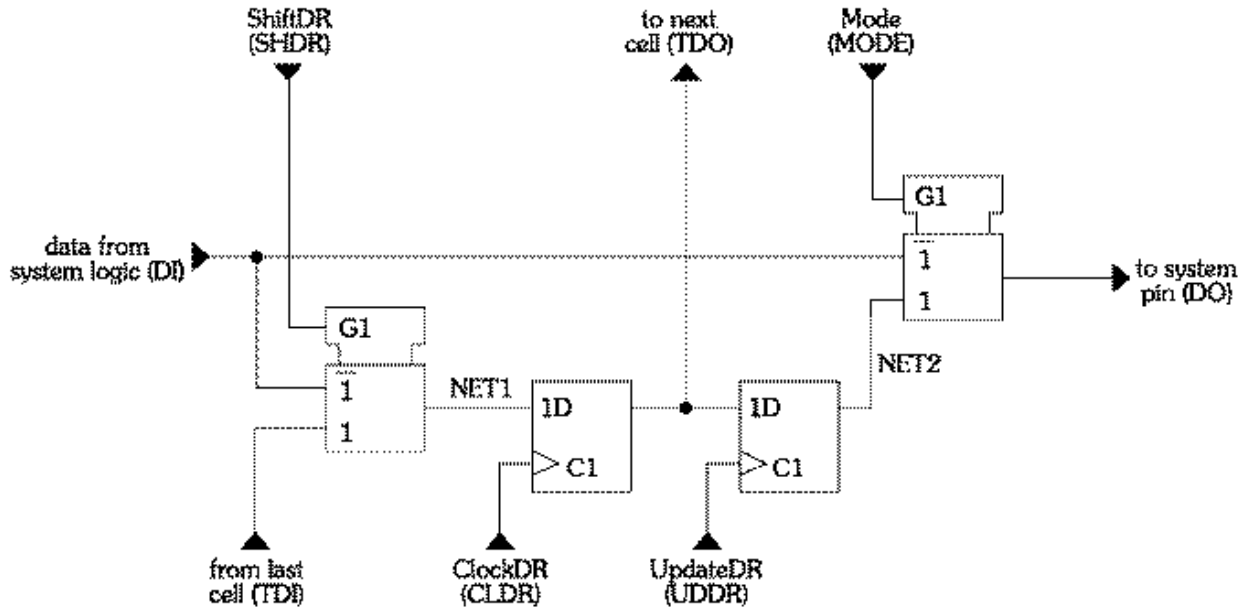 ShiftDR
(SHDR)
to next
cell (TDO)
Mode
(MODE)
G1
data from
system logic (DI)
1
1
to system
pin (DO)
G1
1
1
NET1
NET2
1D
C1
1D
C1
from last
cell (TDI)
ClockDR
(CLDR)
UpdateDR
(UDDR)